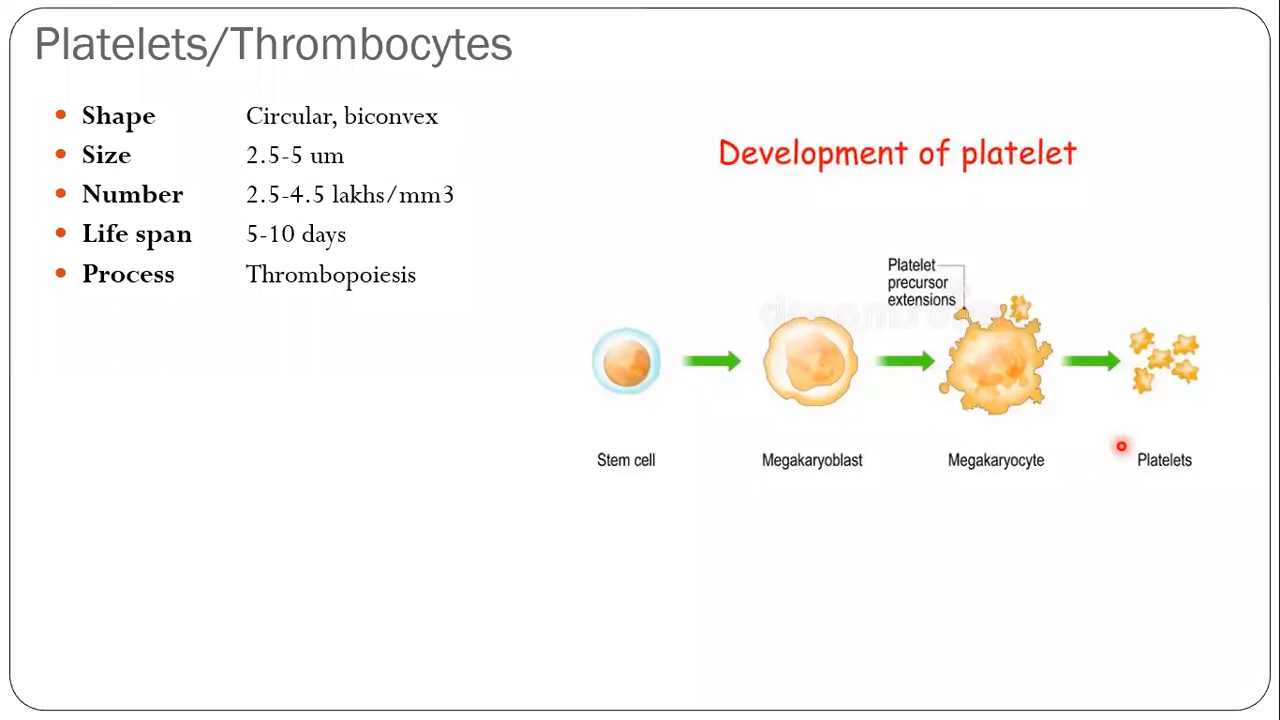 Platelets/Thrombocytes
• Shape Circular, biconvex
• Size 2.5-5 um
• Number 2.5-4.5 lakhs/mm3
• Life span 5-10 days
• Process Thrombopoiesis
Development of platelet
Platelet
precursor
extensions
Stem cell
Megakaryoblast
Megakaryocyte
Platelets